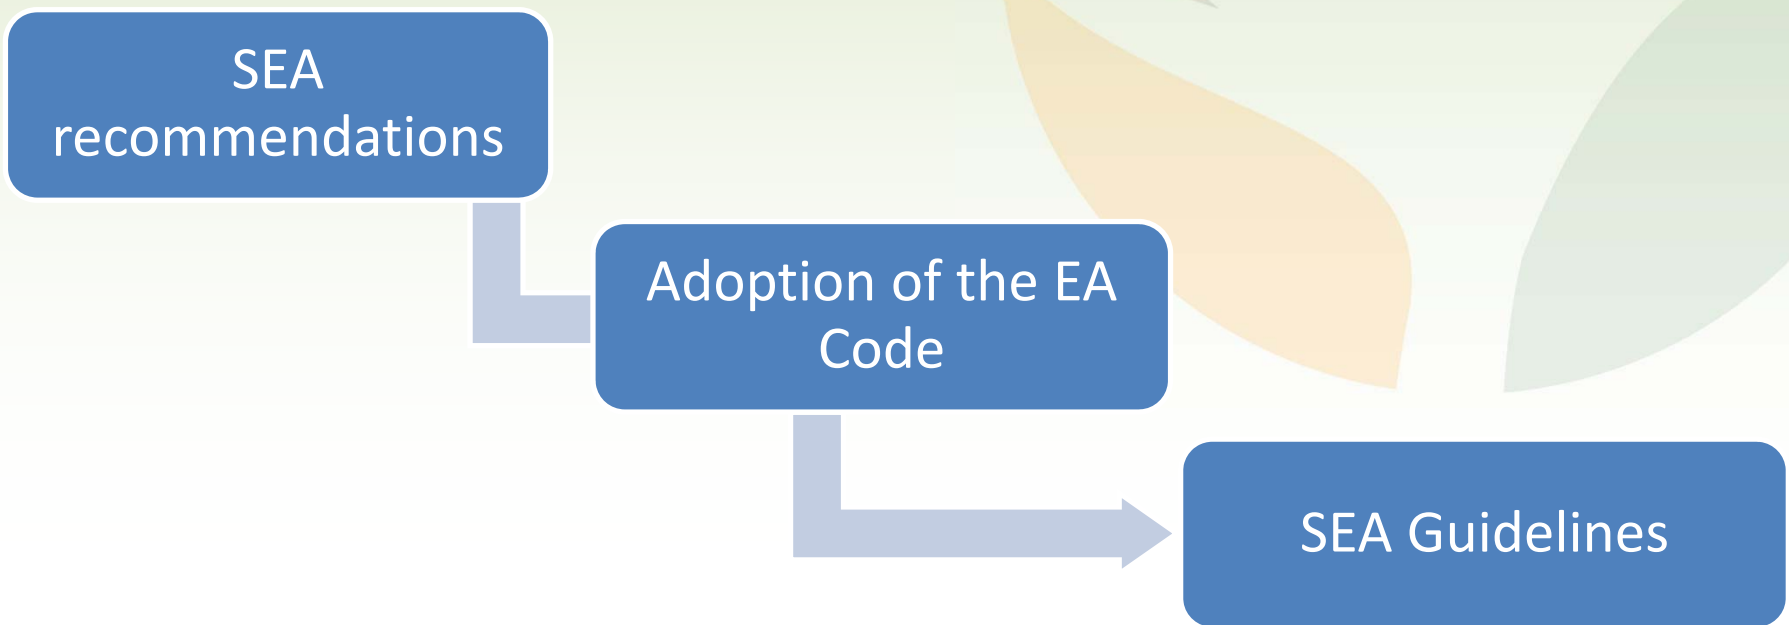 SEA
recommendations
Adoption of the EA
Code
SEA Guidelines